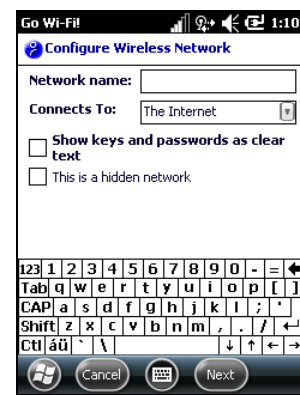 Go Wi-Fi! 1:10
Configure Wireless Network
Network name:
Connects To: The Internet
Show keys and passwords as clear
text
This is a hidden network
123 1 2 3 4 5 6 7 8 9 0 - =
Tab q w e r t y u i o p [ ]
CAP a s d f g h j k l ; '
Shift z x c v b n m , . /
Ctl áü ` \
Cancel Next